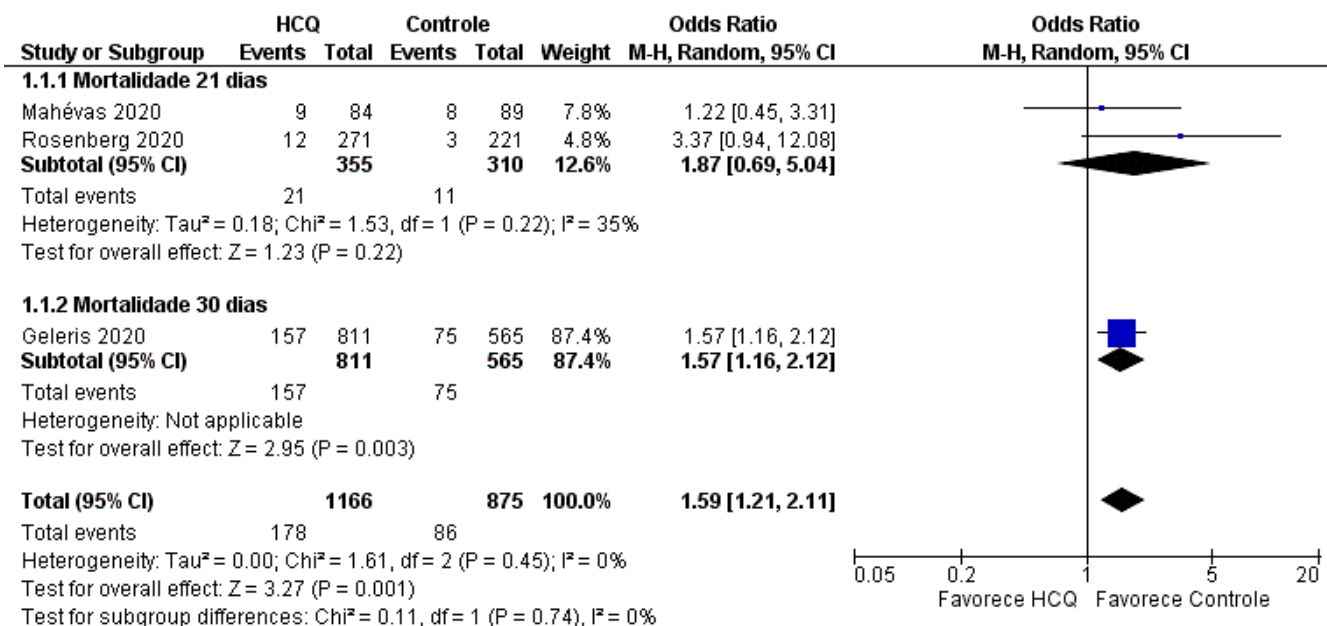 HCQ Controle Odds Ratio Odds Ratio
Study or Subgroup Events Total Events Total Weight M-H, Random, 95% CI M-H, Random, 95% CI
1.1.1 Mortalidade 21 dias
Mahévas 2020 9 84 8 89 7.8% 1.22 [0.45, 3.31]
Rosenberg 2020 12 271 3 221 4.8% 3.37 [0.94, 12.08]
Subtotal (95% CI) 355 310 12.6% 1.87 [0.69, 5.04]
Total events 21 11
Heterogeneity: Tau² = 0.18; Chi² = 1.53, df = 1 (P = 0.22); I² = 35%
Test for overall effect: Z = 1.23 (P = 0.22)
1.1.2 Mortalidade 30 dias
Geleris 2020 157 811 75 565 87.4% 1.57 [1.16, 2.12]
Subtotal (95% CI) 811 565 87.4% 1.57 [1.16, 2.12]
Total events 157 75
Heterogeneity: Not applicable
Test for overall effect: Z = 2.95 (P = 0.003)
Total (95% CI) 1166 875 100.0% 1.59 [1.21, 2.11]
Total events 178 86
Heterogeneity: Tau² = 0.00; Chi² = 1.61, df = 2 (P = 0.45); I² = 0%
Test for overall effect: Z = 3.27 (P = 0.001)
Test for subgroup differences: Chi² = 0.11, df = 1 (P = 0.74), I² = 0%
0.05 0.2 1 5 20
Favorece HCQ Favorece Controle